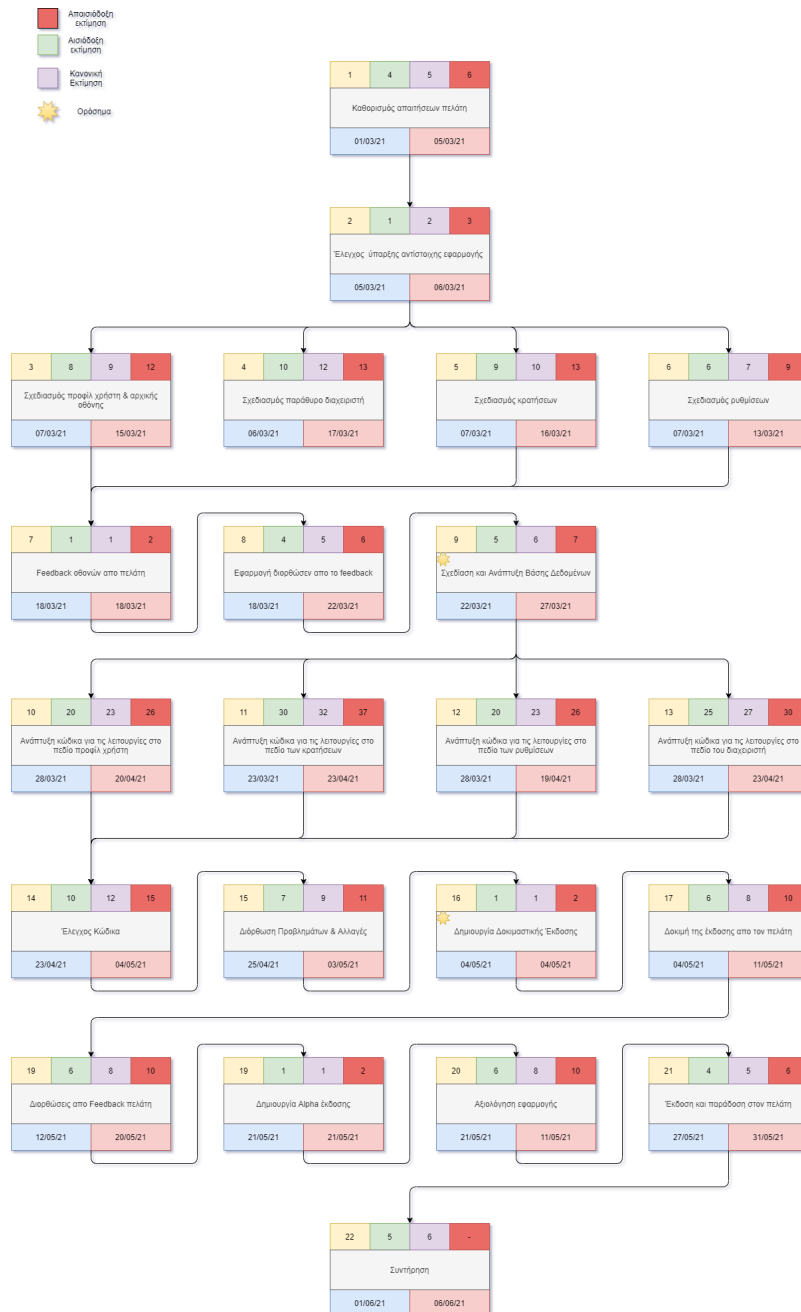 Απαισιόδοξη
εκτίμηση
Αισιόδοξη
εκτίμηση
Κανονική
Εκτίμηση
Ορόσημα
1 4 5 6
Καθορισμός απαιτήσεων πελάτη
01/03/21 05/03/21
2 1 2 3
Έλεγχος ύπαρξης αντίστοιχης εφαρμογής
05/03/21 06/03/21
3 8 9 12
Σχεδιασμός προφίλ χρήστη & αρχικής
οθόνης
07/03/21 15/03/21
4 10 12 13
Σχεδιασμός παράθυρο διαχειριστή
06/03/21 17/03/21
5 9 10 13
Σχεδιασμός κρατήσεων
07/03/21 16/03/21
6 6 7 9
Σχεδιασμός ρυθμίσεων
07/03/21 13/03/21
7 1 1 2
Feedback οθονών απο πελάτη
18/03/21 18/03/21
8 4 5 6
Εφαρμογή διορθώσεν απο το feedback
18/03/21 22/03/21
9 5 6 7
Σχεδίαση και Ανάπτυξη Βάσης Δεδομένων
22/03/21 27/03/21
10 20 23 26
Ανάπτυξη κώδικα για τις λειτουργίες στο
πεδίο προφίλ χρήστη
28/03/21 20/04/21
11 30 32 37
Ανάπτυξη κώδικα για τις λειτουργίες στο
πεδίο των κρατήσεων
23/03/21 23/04/21
12 20 23 26
Ανάπτυξη κώδικα για τις λειτουργίες στο
πεδίο των ρυθμίσεων
28/03/21 19/04/21
13 25 27 30
Ανάπτυξη κώδικα για τις λειτουργίες στο
πεδίο του διαχειριστή
28/03/21 23/04/21
14 10 12 15
Έλεγχος Κώδικα
23/04/21 04/05/21
15 7 9 11
Διόρθωση Προβλημάτων & Αλλαγές
25/04/21 03/05/21
16 1 1 2
Δημιουργία Δοκιμαστικής Έκδοσης
04/05/21 04/05/21
17 6 8 10
Δοκιμή της έκδοσης απο τον πελάτη
04/05/21 11/05/21
19 6 8 10
Διορθώσεις απο Feedback πελάτη
12/05/21 20/05/21
19 1 1 2
Δημιουργία Alpha έκδοσης
21/05/21 21/05/21
20 6 8 10
Αξιολόγηση εφαρμογής
21/05/21 11/05/21
21 4 5 6
Έκδοση και παράδοση στον πελάτη
27/05/21 31/05/21
22 5 6 -
Συντήρηση
01/06/21 06/06/21